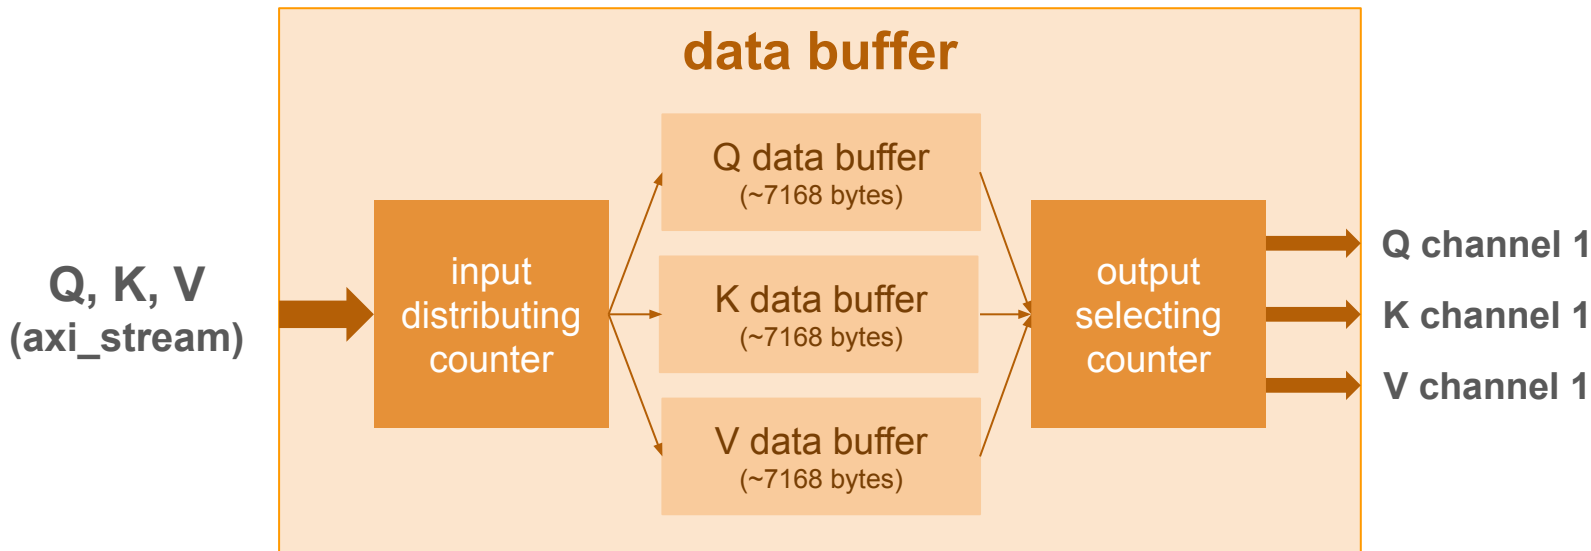 data buffer
Q, K, V
(axi_stream)
input
distributing
counter
Q data buffer
(~7168 bytes)
K data buffer
(~7168 bytes)
V data buffer
(~7168 bytes)
output
selecting
counter
Q channel 1
K channel 1
V channel 1